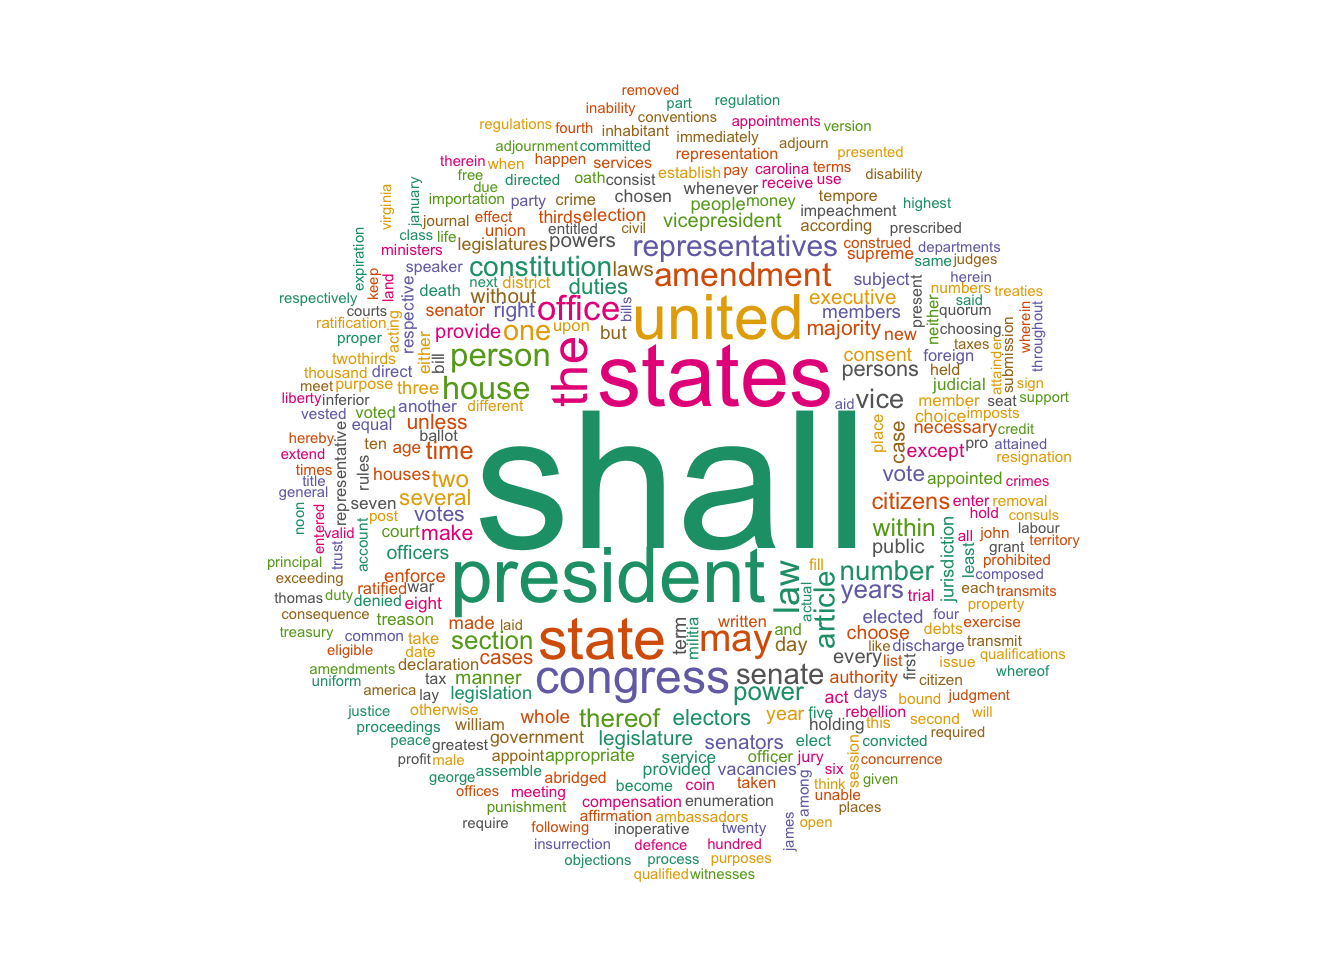 removed
inability part regulation
regulations fourth conventions appointments version
inhabitant immediately
adjournment committed representation adjourn presented
therein when happen services establish pay carolina terms disability
free directed oath consist whenever receive use
due importation party crime chosen people money tempore highest
january virginia journal effect thirds election vicepresident impeachment according prescribed
class life union entitled civil
ministers legislatures powers representatives construed supreme departments
expiration keep land speaker constitution laws amendment subject same judges
respectively death next district duties executive herein numbers treaties
courts respective senator without right office bills united members present neither said quorum
ratification acting provide one upon but majority new choosing wherein throughout
proper either bill person the states consent foreign taxes attainder submission
twothirds thousand direct house persons held judicial sign
meet purpose three aid vice member seat support
liberty inferior another different shall place choice imposts
vested voted equal unless case necessary credit
hereby ten age ballot time except pro attained
extend representative rules resignation
times houses two vote appointed crimes
title general seven several citizens enter removal
noon entered post votes within hold consuls
valid account court make public all john labour
trust officers jurisdiction least grant territory
principal president law fill number prohibited
exceeding enforce actual article each composed
thomas duty ratified war eight years trial transmits
denied property
consequence treason made laid state term militia written may and elected four exercise
treasury common take section day choose debts
eligible date cases like discharge transmit
amendments declaration manner congress senate every list first issue qualifications
uniform tax legislation power authority citizen whereof
america lay act days bound judgment
justice otherwise whole thereof electors year five rebellion this second will
proceedings william government legislature senators holding required
peace greatest appoint appropriate service elect convicted
profit male provided vacancies officer jury session concurrence
george assemble abridged become coin taken six think given
offices meeting compensation enumeration among unable places
punishment affirmation ambassadors
require following inoperative twenty james open
insurrection defence hundred
objections process purposes
qualified witnesses